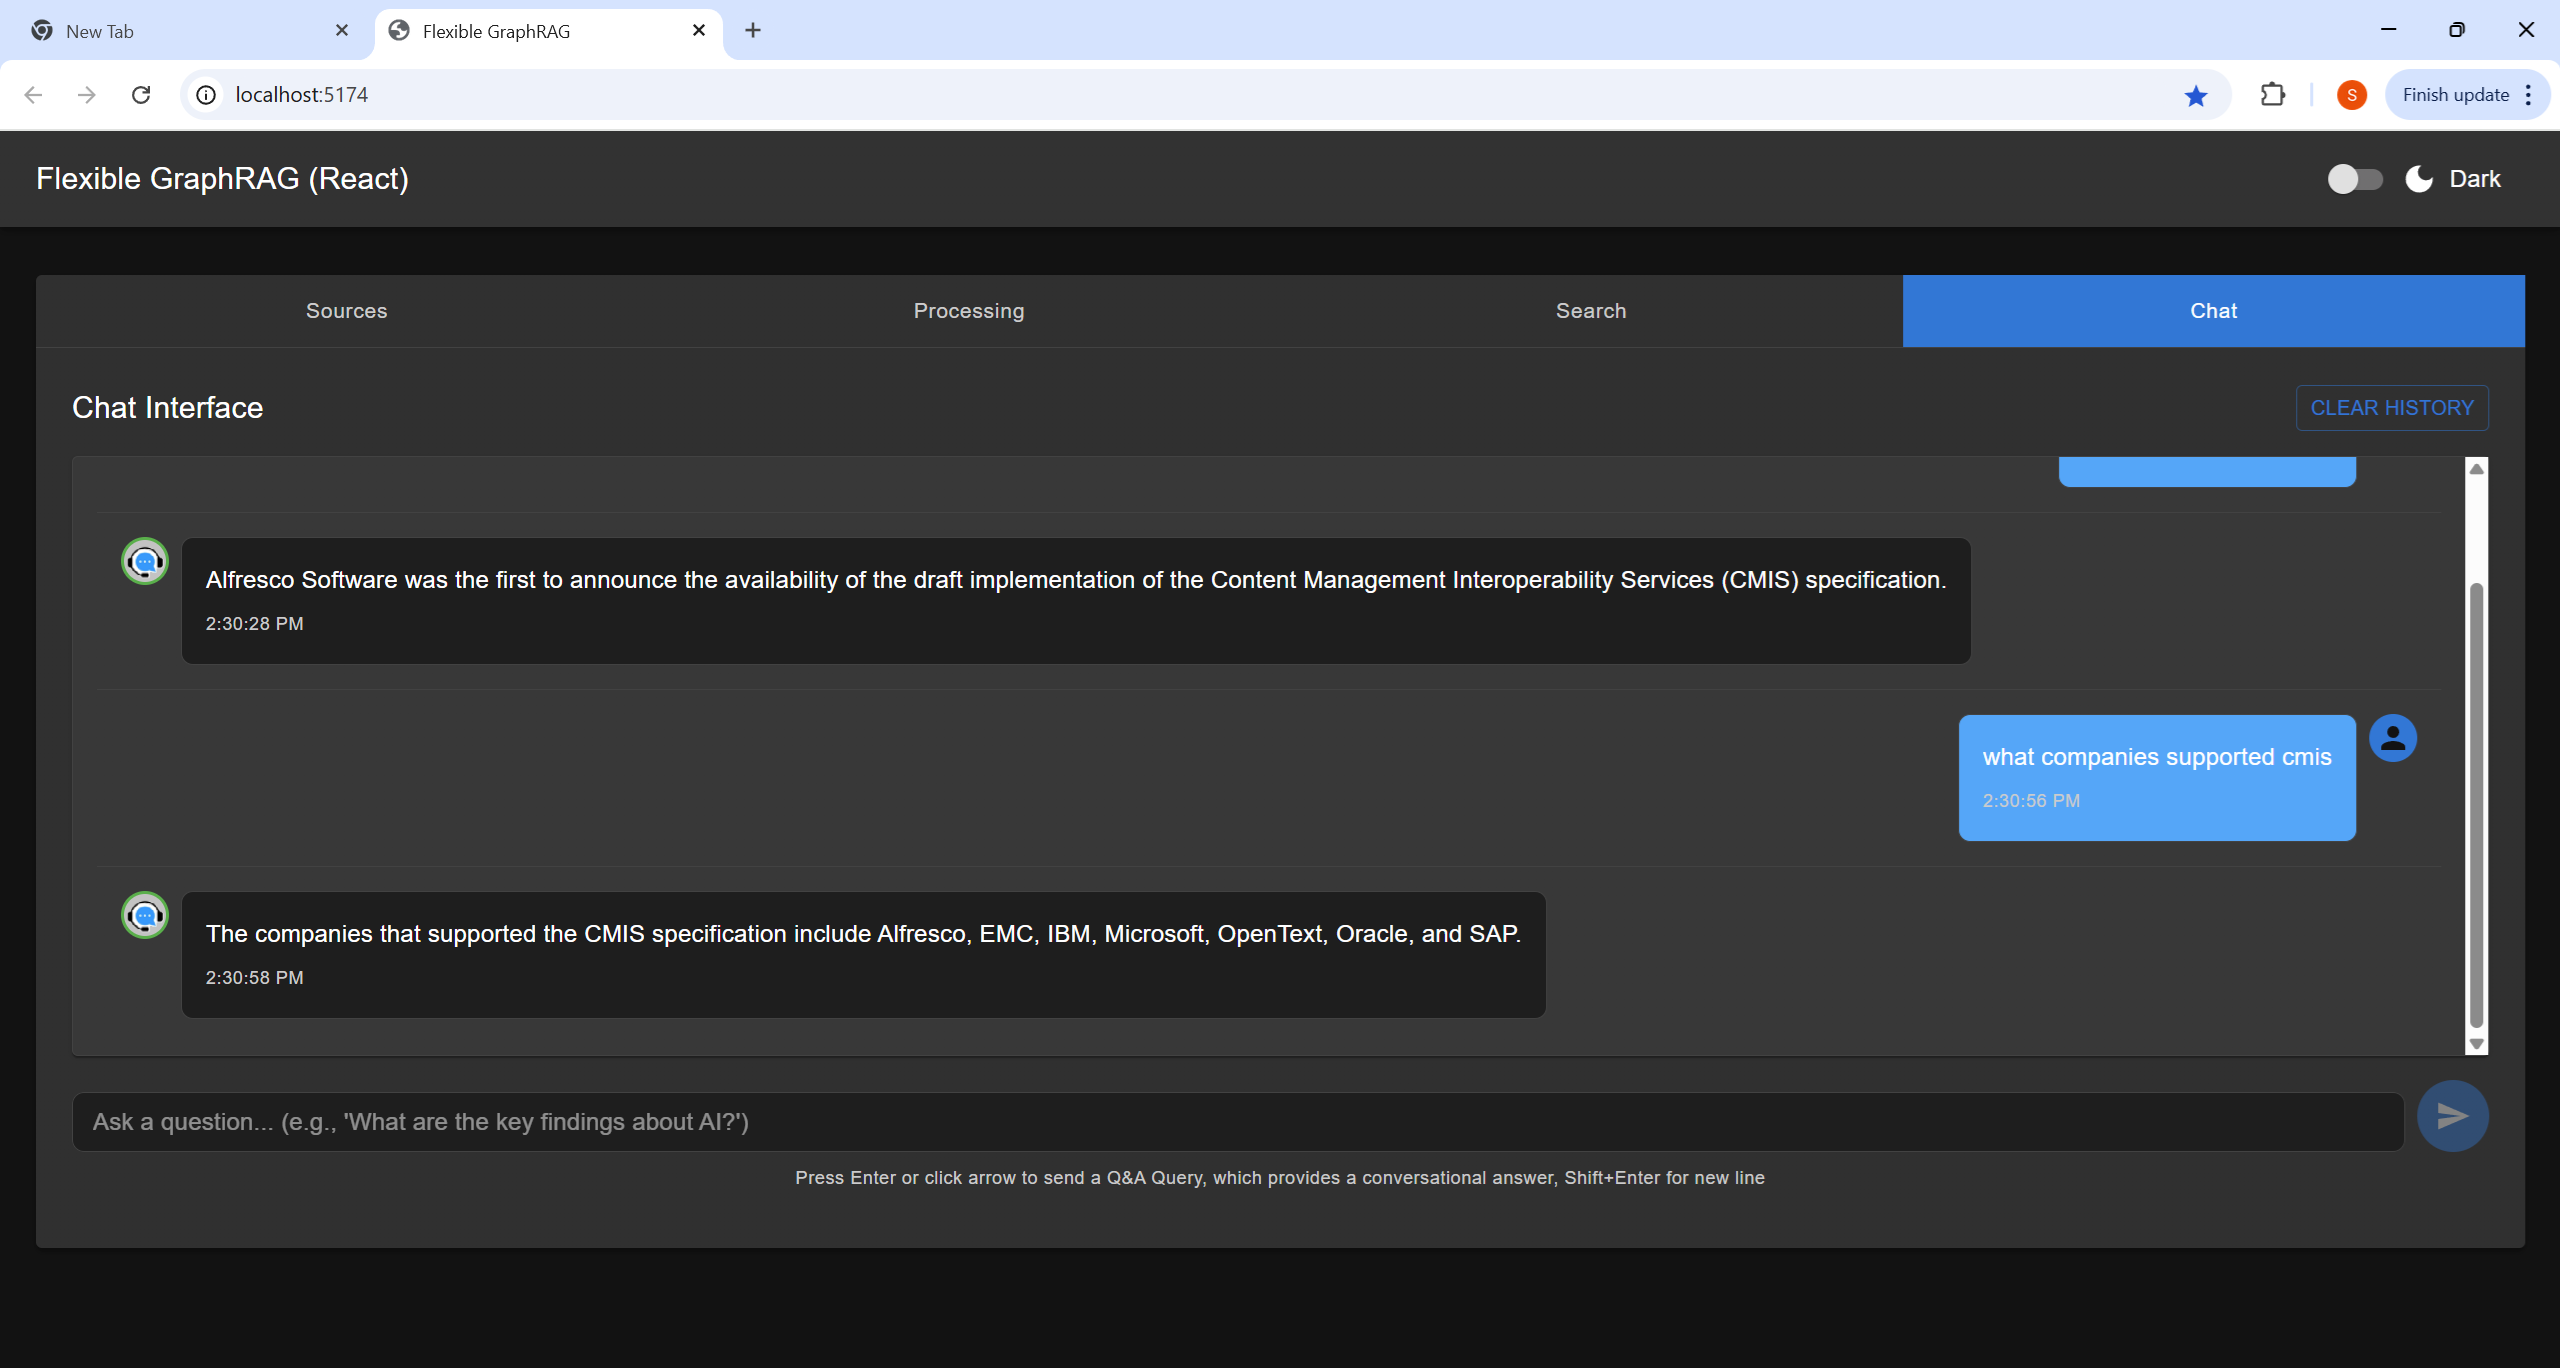 New Tab
Flexible GraphRAG
localhost:5174
S
Finish update
Flexible GraphRAG (React)
Dark
Sources
Processing
Search
Chat
Chat Interface
CLEAR HISTORY
Alfresco Software was the first to announce the availability of the draft implementation of the Content Management Interoperability Services (CMIS) specification.
2:30:28 PM
what companies supported cmis
2:30:56 PM
The companies that supported the CMIS specification include Alfresco, EMC, IBM, Microsoft, OpenText, Oracle, and SAP.
2:30:58 PM
Ask a question... (e.g., 'What are the key findings about AI?')
Press Enter or click arrow to send a Q&A Query, which provides a conversational answer, Shift+Enter for new line